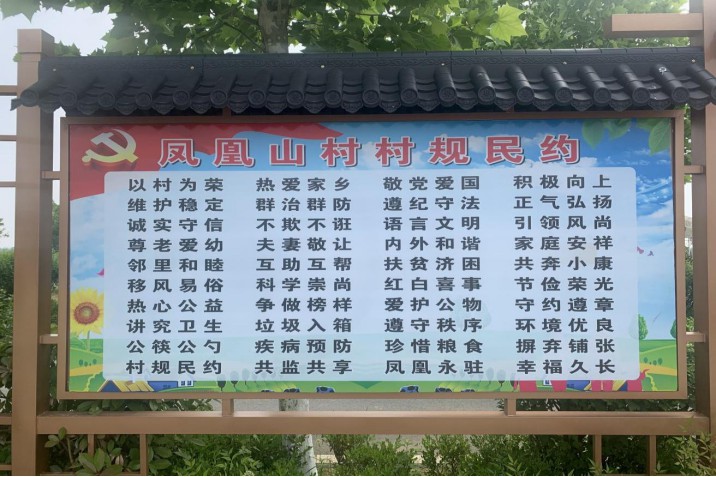 凤凰山村村规民约
以村为荣 热爱家乡 敬党爱国 积极向上
维护稳定 群治群防 遵纪守法 正气弘扬
诚实守信 不欺不诳 语言文明 引领风尚
尊老爱幼 夫妻敬让 内外和谐 家庭安祥
邻里和睦 互助互帮 扶贫济困 共奔小康
移风易俗 科学崇尚 红白喜事 节俭荣光
热心公益 争做榜样 爱护公物 守约遵章
讲究卫生 垃圾入箱 遵守秩序 环境优良
公筷公勺 疾病预防 珍惜粮食 摒弃铺张
村规民约 共监共享 凤凰永驻 幸福久长